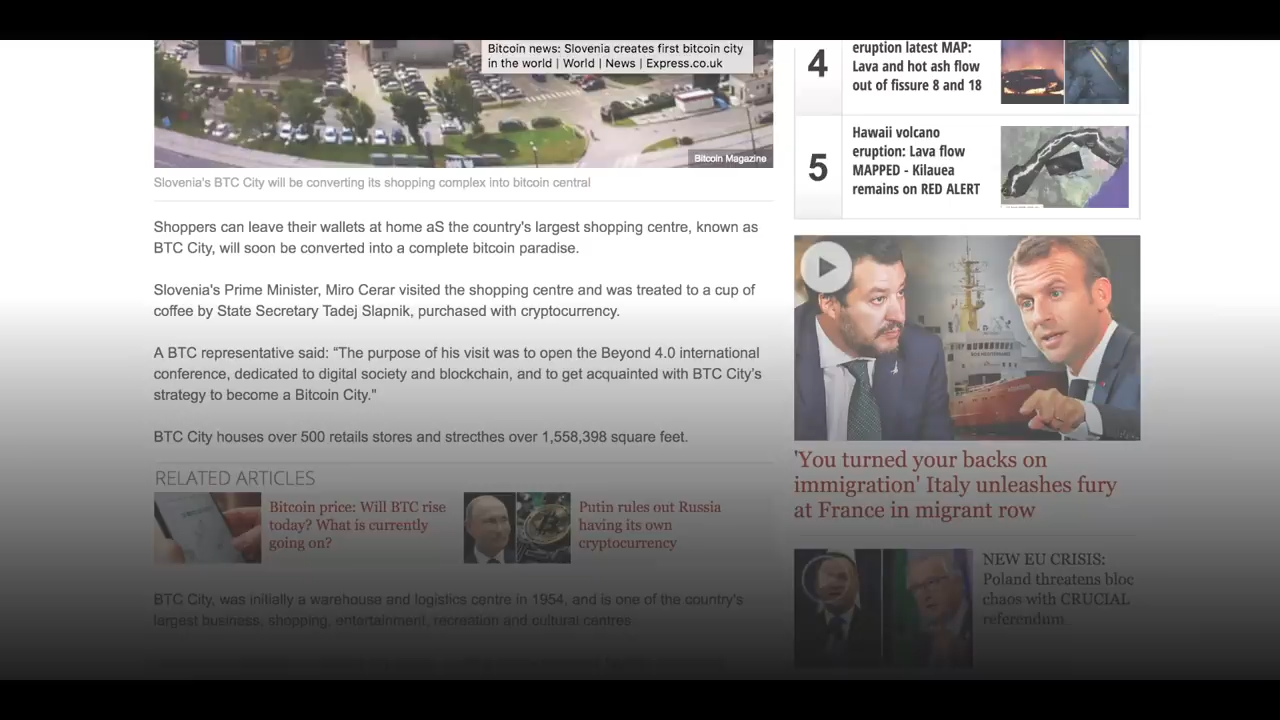 Bitcoin news: Slovenia creates first bitcoin city
in the world | World | News | Express.co.uk
Bitcoin Magazine
Slovenia's BTC City will be converting its shopping complex into bitcoin central
Shoppers can leave their wallets at home aS the country's largest shopping centre, known as
BTC City, will soon be converted into a complete bitcoin paradise.
Slovenia's Prime Minister, Miro Cerar visited the shopping centre and was treated to a cup of
coffee by State Secretary Tadej Slapnik, purchased with cryptocurrency.
A BTC representative said: “The purpose of his visit was to open the Beyond 4.0 international
conference, dedicated to digital society and blockchain, and to get acquainted with BTC City’s
strategy to become a Bitcoin City."
BTC City houses over 500 retails stores and strecthes over 1,558,398 square feet.
RELATED ARTICLES
Bitcoin price: Will BTC rise
today? What is currently
going on?
Putin rules out Russia
having its own
cryptocurrency
BTC City, was initially a warehouse and logistics centre in 1954, and is one of the country's
largest business, shopping, entertainment, recreation and cultural centres
4
eruption latest MAP:
Lava and hot ash flow
out of fissure 8 and 18
5
Hawaii volcano
eruption: Lava flow
MAPPED - Kilauea
remains on RED ALERT
'You turned your backs on
immigration' Italy unleashes fury
at France in migrant row
NEW EU CRISIS:
Poland threatens bloc
chaos with CRUCIAL
referendum